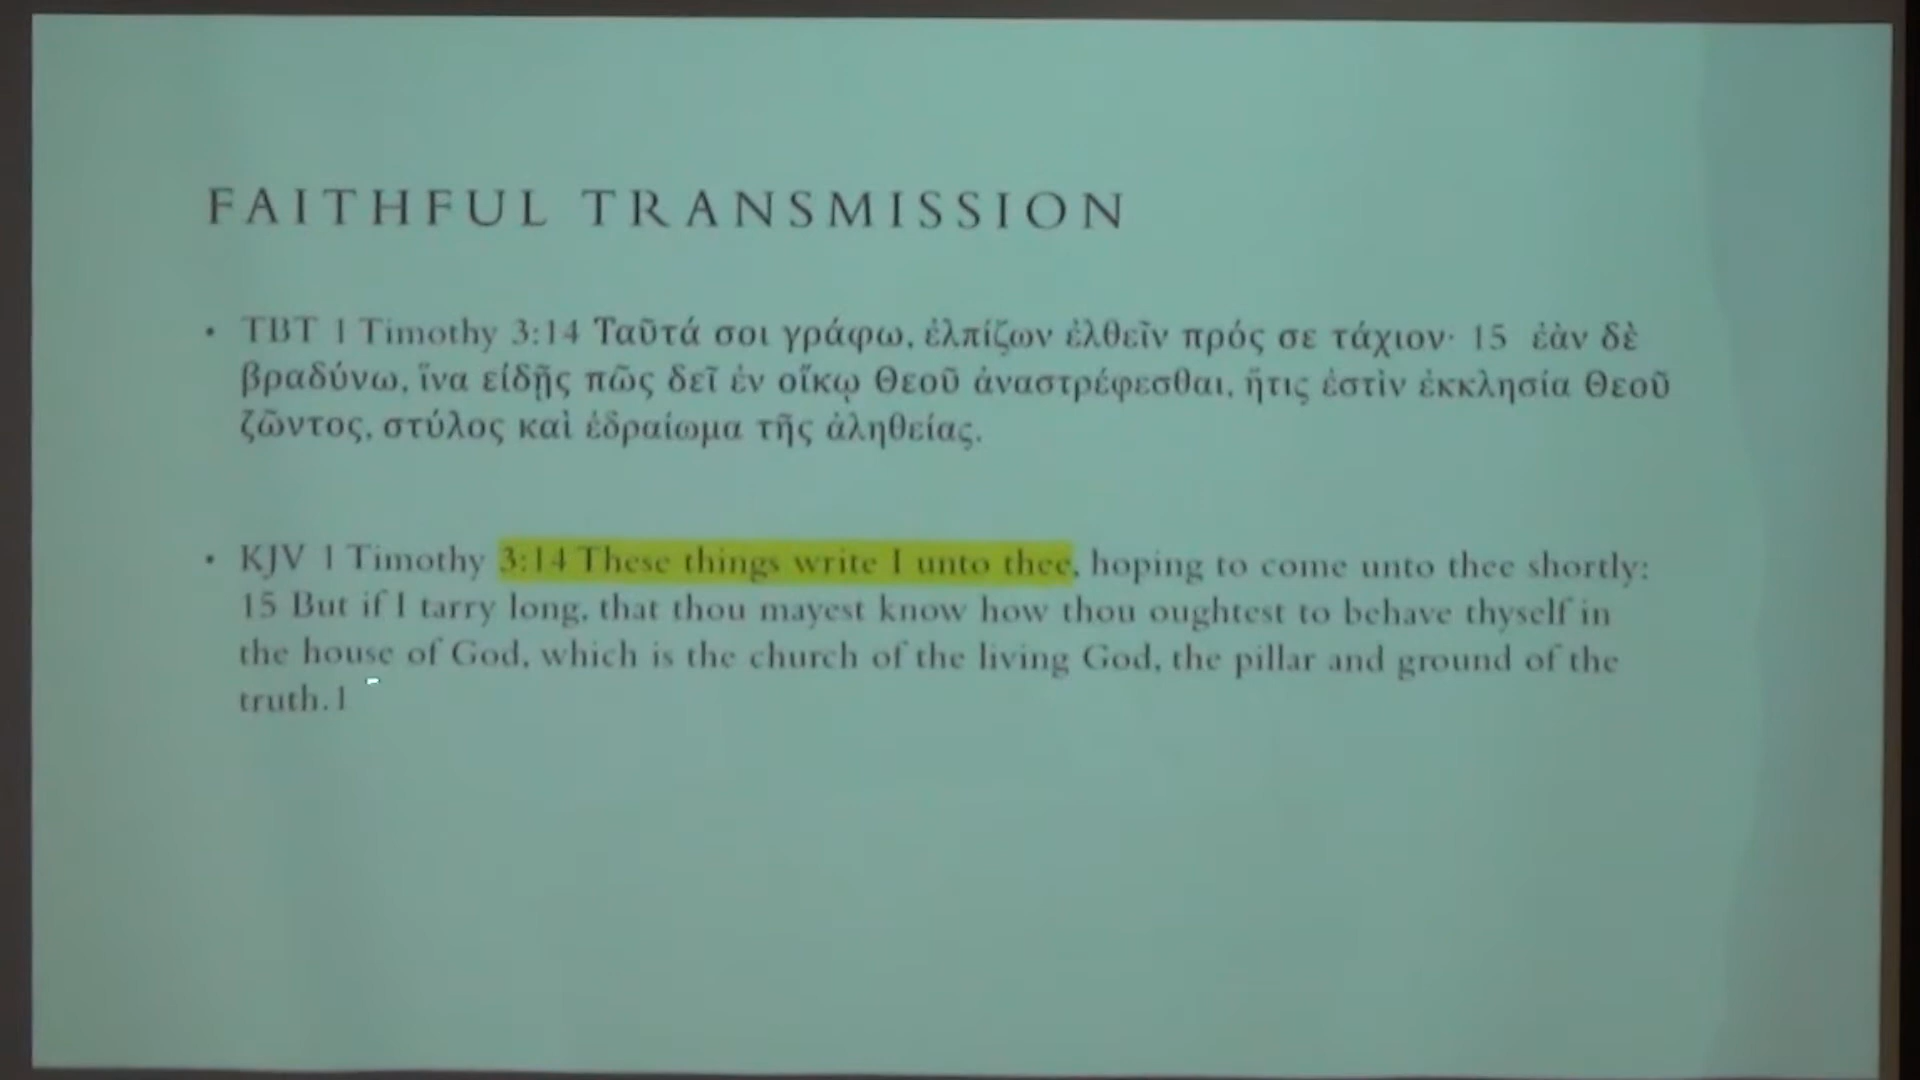 FAITHFUL TRANSMISSION
• TBT 1 Timothy 3:14 Ταῦτά σοι γράφω, ἐλπίζων ἐλθεῖν πρός σε τάχιον· 15 ἐὰν δὲ
βραδύνω, ἵνα εἰδῇς πῶς δεῖ ἐν οἴκῳ Θεοῦ ἀναστρέφεσθαι, ἥτις ἐστὶν ἐκκλησία Θεοῦ
ζῶντος, στύλος καὶ ἑδραίωμα τῆς ἀληθείας.
• KJV 1 Timothy 3:14 These things write I unto thee, hoping to come unto thee shortly:
15 But if I tarry long, that thou mayest know how thou oughtest to behave thyself in
the house of God, which is the church of the living God, the pillar and ground of the
truth.1